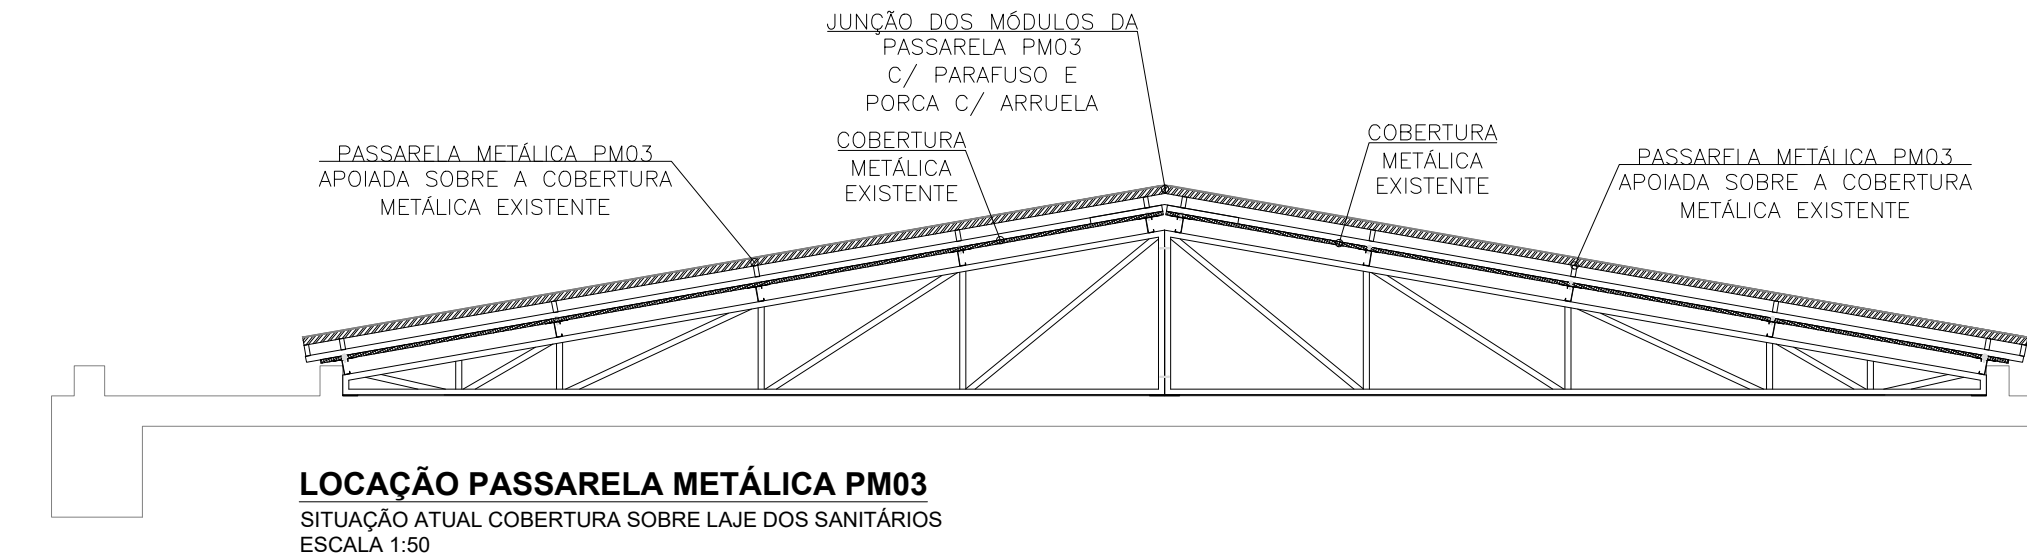 JUNÇÃO DOS MÓDULOS DA
PASSARELA PM03
C/ PARAFUSO E
PORCA C/ ARRUELA
PASSARELA METÁLICA PM03
APOIADA SOBRE A COBERTURA
METÁLICA EXISTENTE
COBERTURA
METÁLICA
EXISTENTE
COBERTURA
METÁLICA
EXISTENTE
PASSARELA METÁLICA PM03
APOIADA SOBRE A COBERTURA
METÁLICA EXISTENTE
LOCAÇÃO PASSARELA METÁLICA PM03
SITUAÇÃO ATUAL COBERTURA SOBRE LAJE DOS SANITÁRIOS
ESCALA 1:50